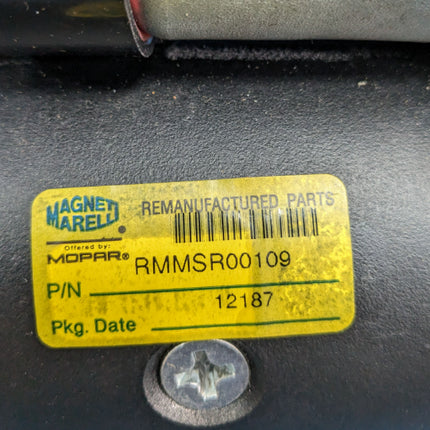 MAGNETI MARELLI
REMANUFACTURED PARTS
Offered by:
MOPAR®
RMMSR00109
P/N
12187
Pkg. Date